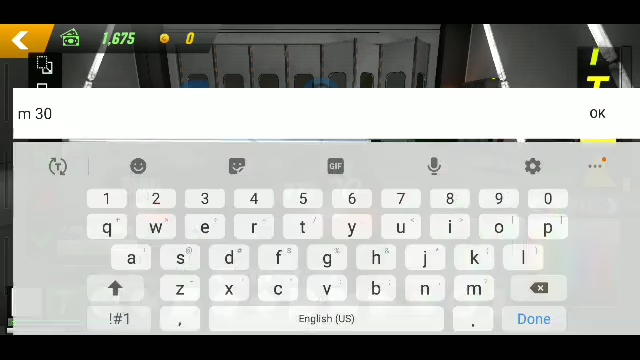 1,675 0
T
T
m 30 OK
GIF
1 2 3 4 5 6 7 8 9 0
q w e r t y u i o p
a s d f g h j k l
z x c v b n m
!#1 , English (US) . Done